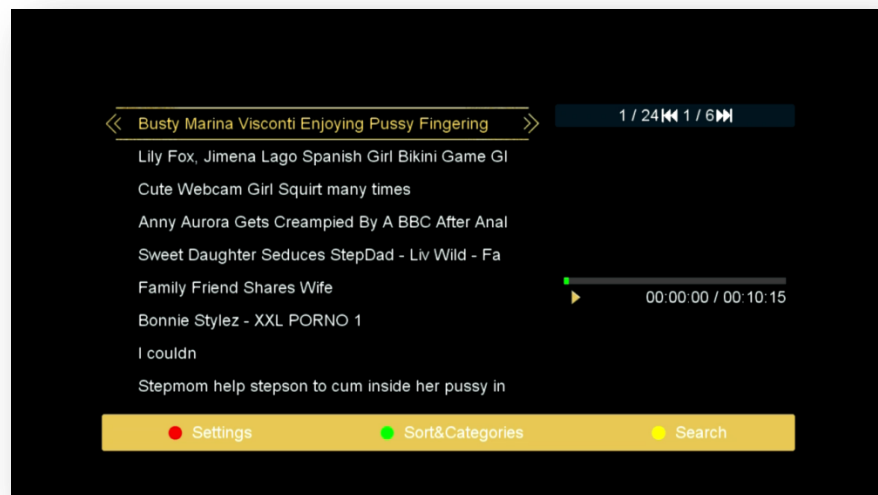 Busty Marina Visconti Enjoying Pussy Fingering
1 / 24 1 / 6
Lily Fox, Jimena Lago Spanish Girl Bikini Game Gl
Cute Webcam Girl Squirt many times
Anny Aurora Gets Creampied By A BBC After Anal
Sweet Daughter Seduces StepDad - Liv Wild - Fa
Family Friend Shares Wife
00:00:00 / 00:10:15
Bonnie Stylez - XXL PORNO 1
I couldn
Stepmom help stepson to cum inside her pussy in
Settings
Sort&Categories
Search